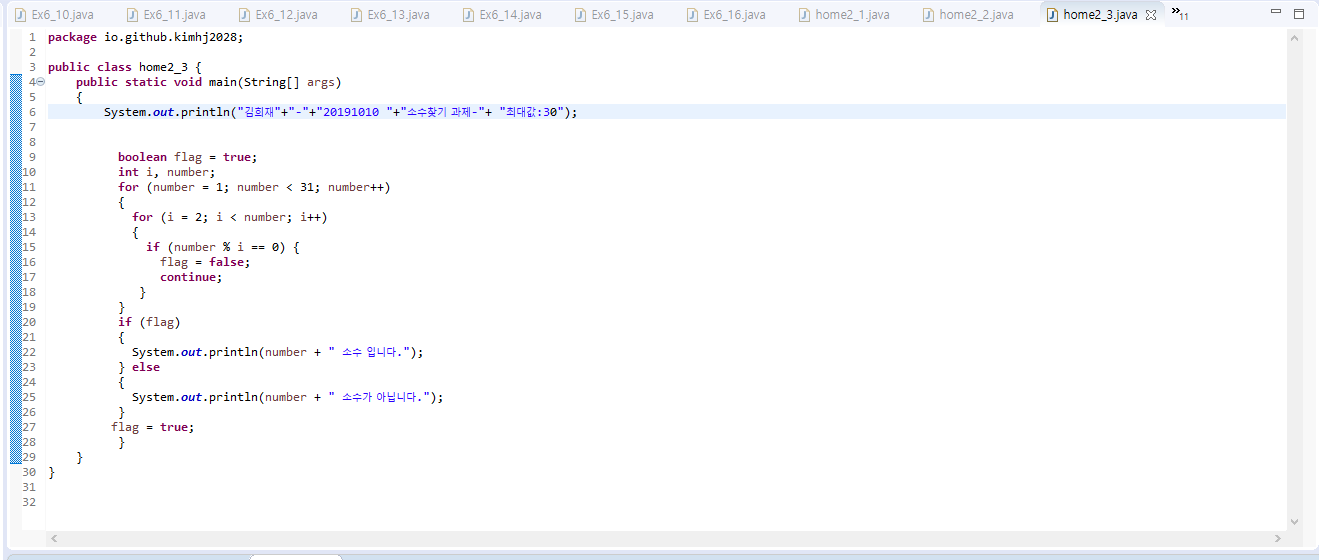 Ex6_10.java Ex6_11.java Ex6_12.java Ex6_13.java Ex6_14.java Ex6_15.java Ex6_16.java home2_1.java home2_2.java home2_3.java »11
1 package io.github.kimhj2028;
2
3 public class home2_3 {
4 public static void main(String[] args)
5 {
6 System.out.println("김희재"+"-"+"20191010 "+"소수찾기 과제-"+ "최대값:30");
7
8
9 boolean flag = true;
10 int i, number;
11 for (number = 1; number < 31; number++)
12 {
13 for (i = 2; i < number; i++)
14 {
15 if (number % i == 0) {
16 flag = false;
17 continue;
18 }
19 }
20 if (flag)
21 {
22 System.out.println(number + " 소수 입니다.");
23 } else
24 {
25 System.out.println(number + " 소수가 아닙니다.");
26 }
27 flag = true;
28 }
29 }
30 }
31
32